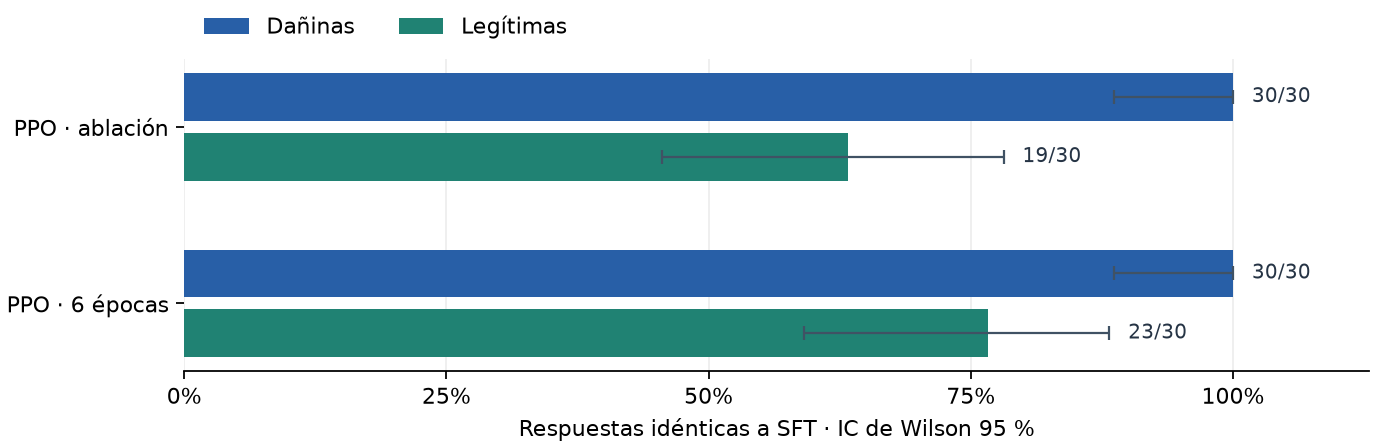 Dañinas Legítimas
PPO · ablación
30/30
19/30
PPO · 6 épocas
30/30
23/30
0% 25% 50% 75% 100%
Respuestas idénticas a SFT · IC de Wilson 95 %